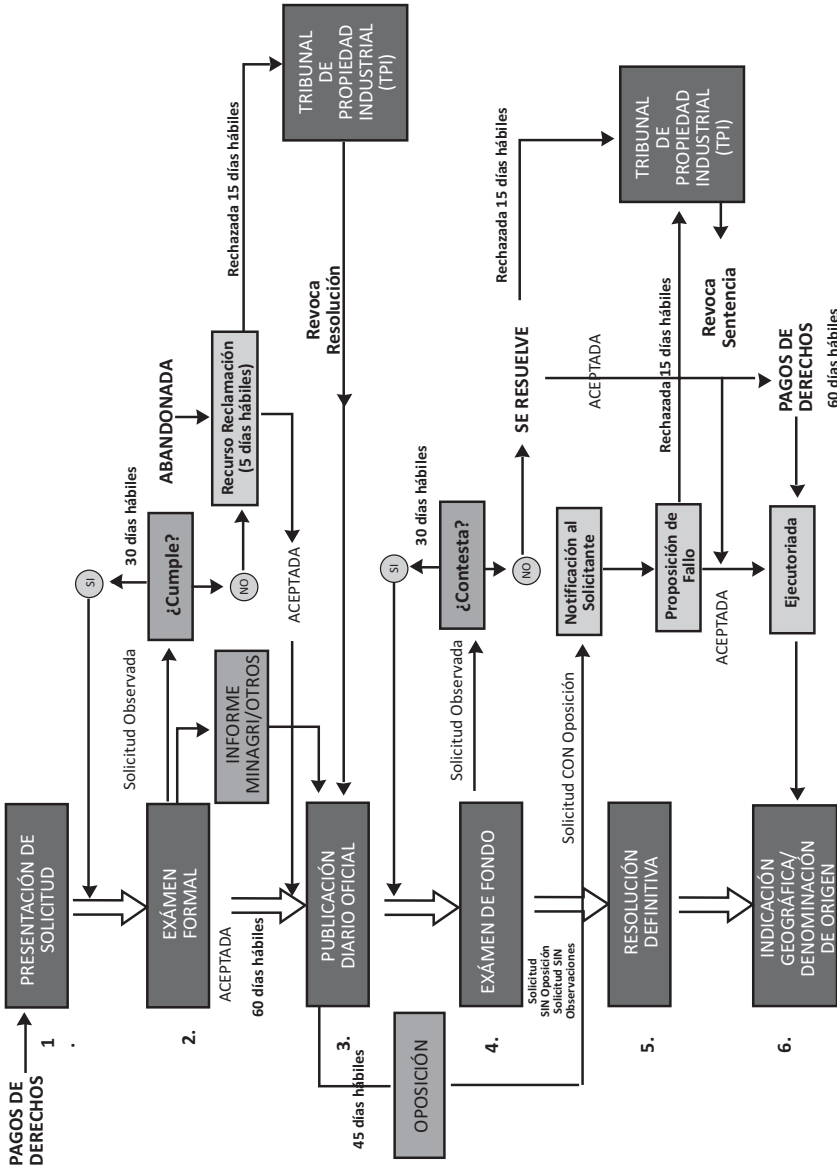 PAGOS DE
DERECHOS
1
.
PRESENTACIÓN DE
SOLICITUD
2.
EXÁMEN
FORMAL
Solicitud Observada
¿Cumple?
30 días hábiles
SI
NO
ABANDONADA
Recurso Reclamación
(5 días hábiles)
Rechazada 15 días hábiles
TRIBUNAL
DE
PROPIEDAD
INDUSTRIAL
(TPI)
ACEPTADA
60 días hábiles
INFORME
MINAGRI/OTROS
ACEPTADA
Revoca
Resolución
3.
PUBLICACIÓN
DIARIO OFICIAL
45 días hábiles
OPOSICIÓN
4.
EXÁMEN DE FONDO
Solicitud Observada
¿Contesta?
30 días hábiles
SI
NO
SE RESUELVE
Rechazada 15 días hábiles
TRIBUNAL
DE
PROPIEDAD
INDUSTRIAL
(TPI)
ACEPTADA
Solicitud
SIN Oposición
Solicitud SIN
Observaciones
Solicitud CON Oposición
Notificación al
Solicitante
5.
RESOLUCIÓN
DEFINITIVA
Proposición de
Fallo
Rechazada 15 días hábiles
ACEPTADA
Revoca
Sentencia
6.
INDICACIÓN
GEOGRÁFICA/
DENOMINACIÓN
DE ORIGEN
Ejecutoriada
PAGOS DE
DERECHOS
60 días hábiles